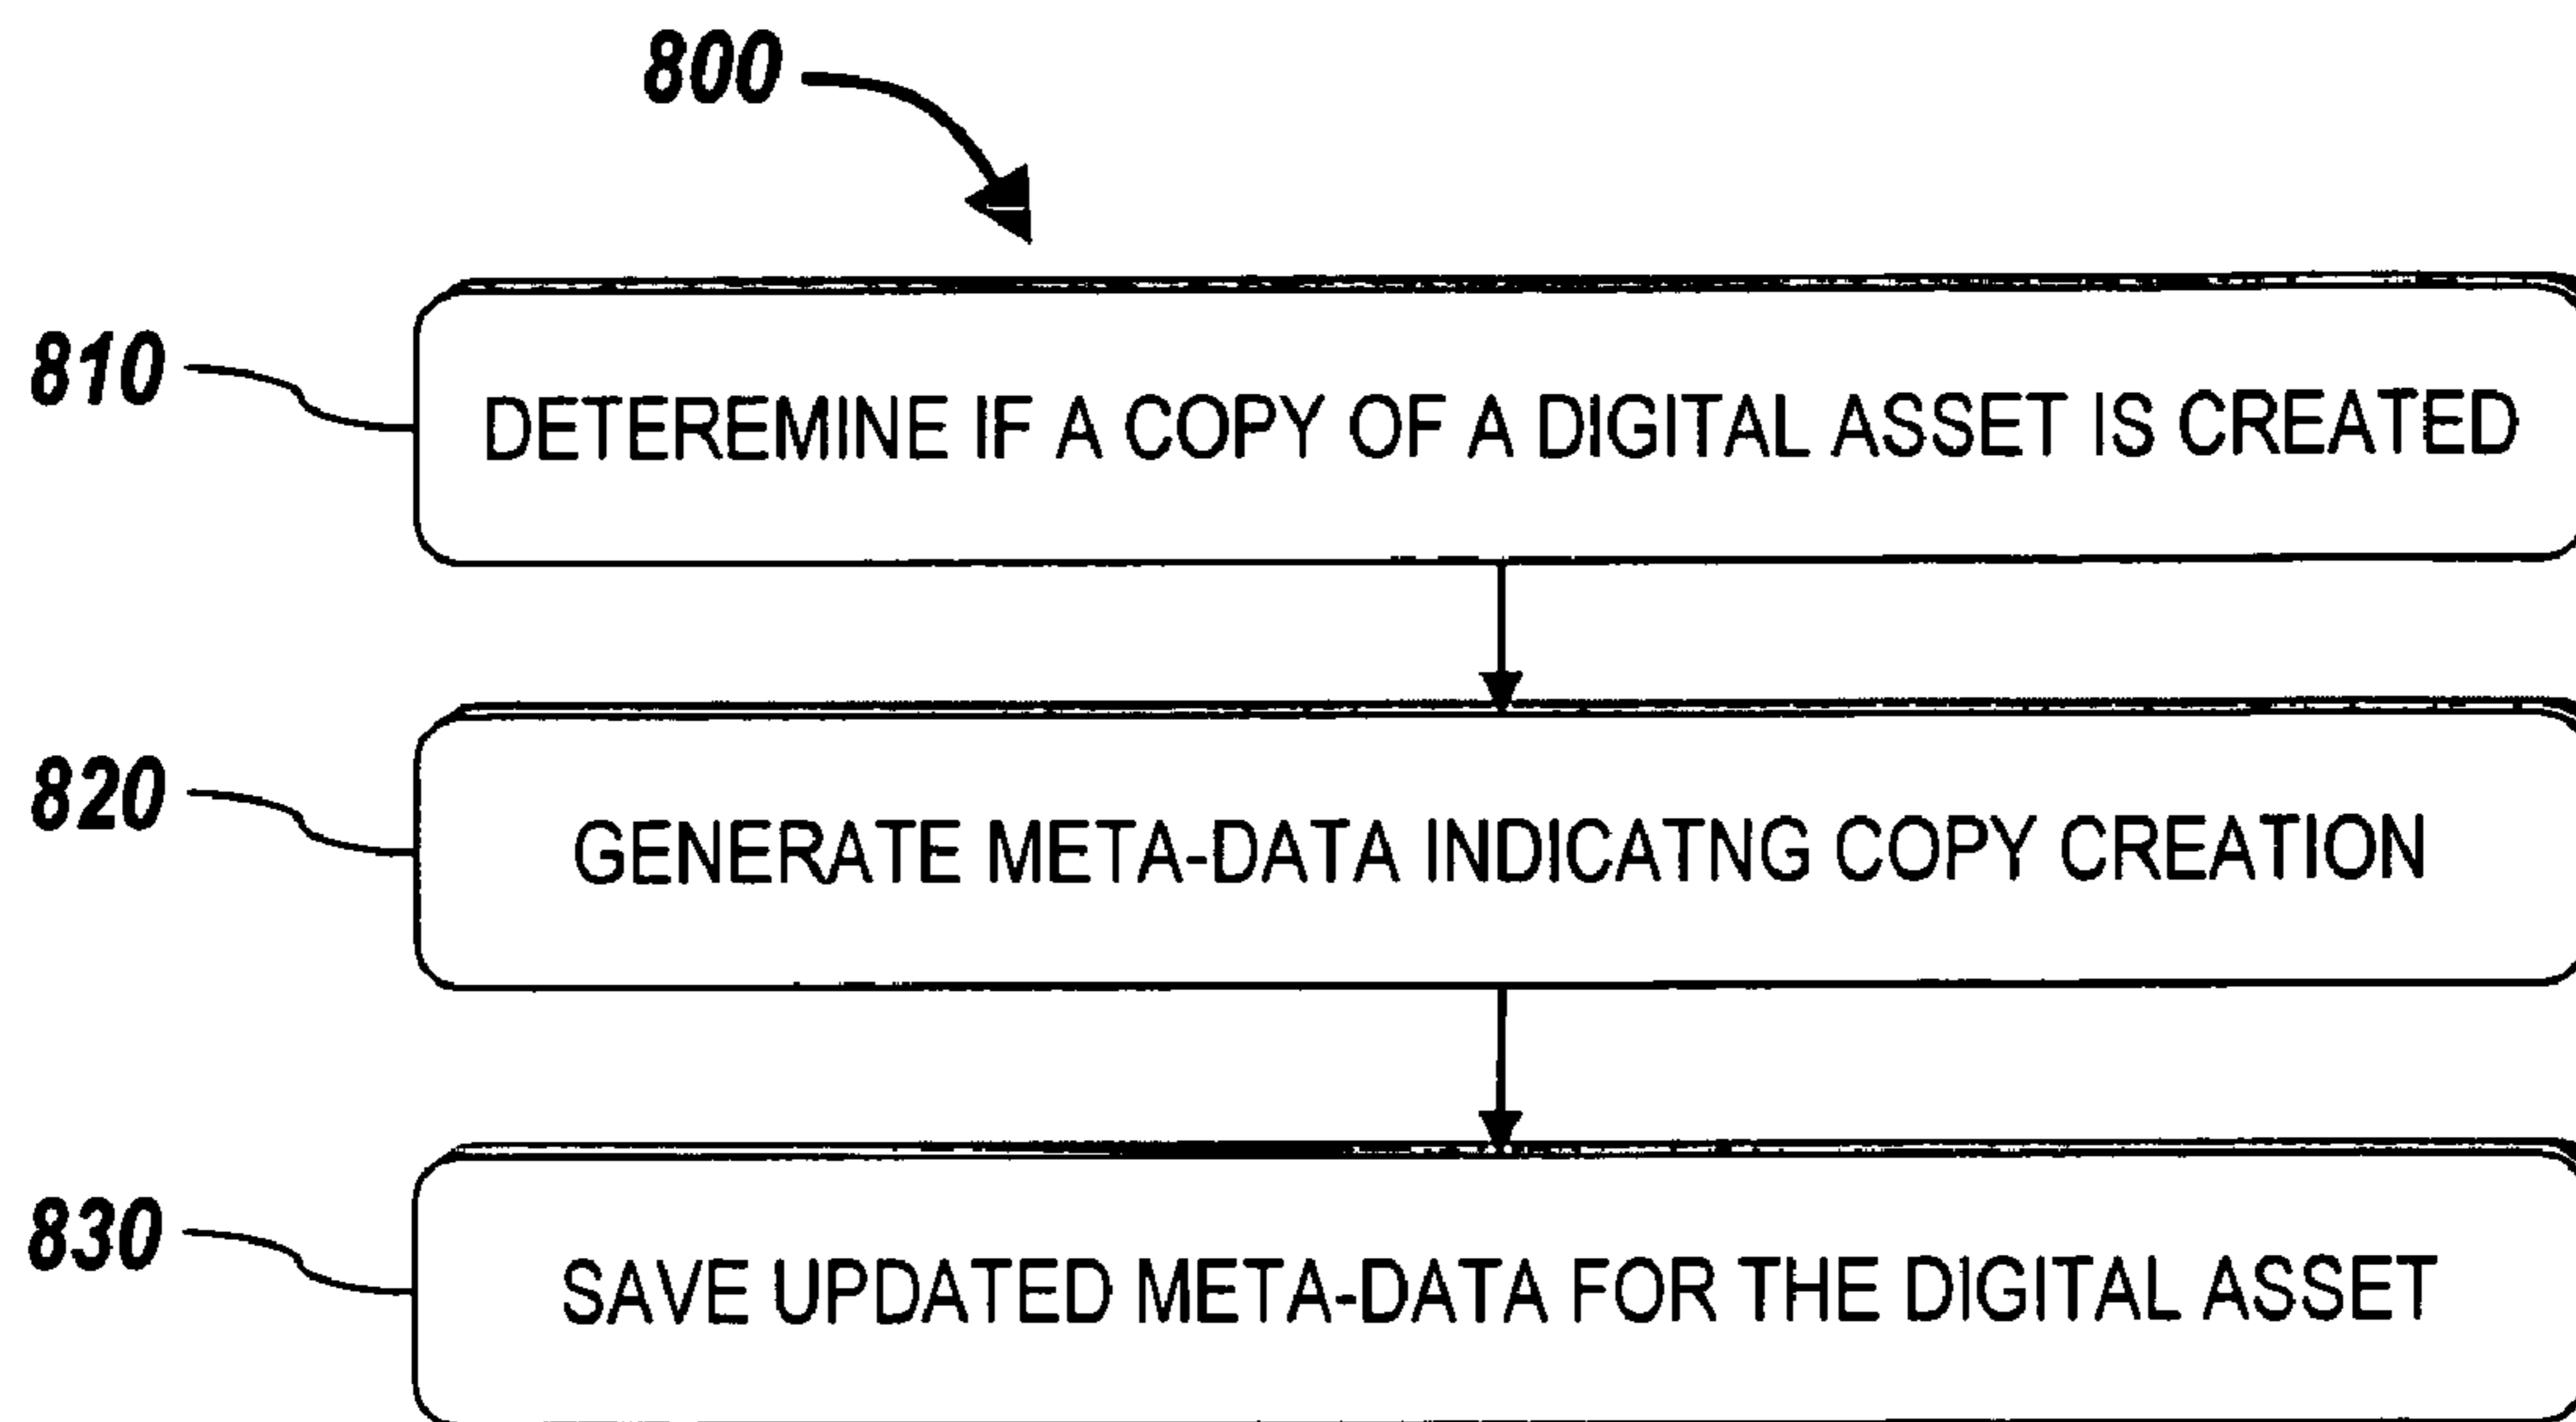 800
810
DETEREMINE IF A COPY OF A DIGITAL ASSET IS CREATED
820
GENERATE META-DATA INDICATNG COPY CREATION
830
SAVE UPDATED META-DATA FOR THE DIGITAL ASSET